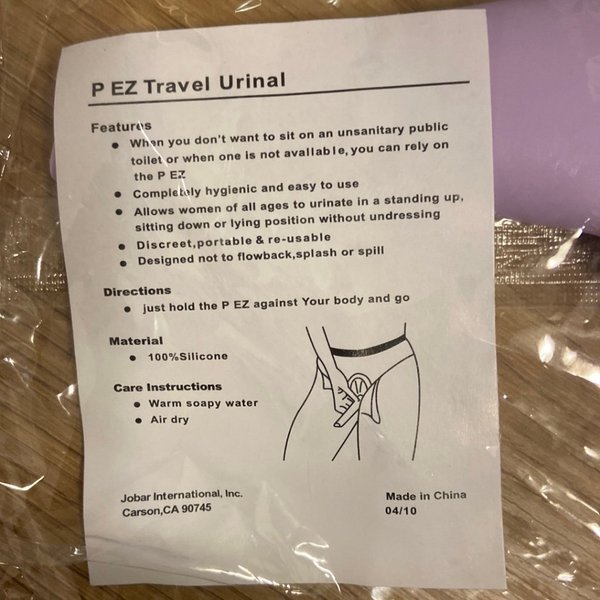 P EZ Travel Urinal
Features
● When you don't want to sit on an unsanitary public
toilet or when one is not available,you can rely on
the P EZ
● Completely hygienic and easy to use
● Allows women of all ages to urinate in a standing up,
sitting down or lying position without undressing
● Discreet,portable & re-usable
● Designed not to flowback,splash or spill
Directions
● just hold the P EZ against Your body and go
Material
● 100%Silicone
Care Instructions
● Warm soapy water
● Air dry
Jobar International, Inc.
Carson,CA 90745
Made in China
04/10